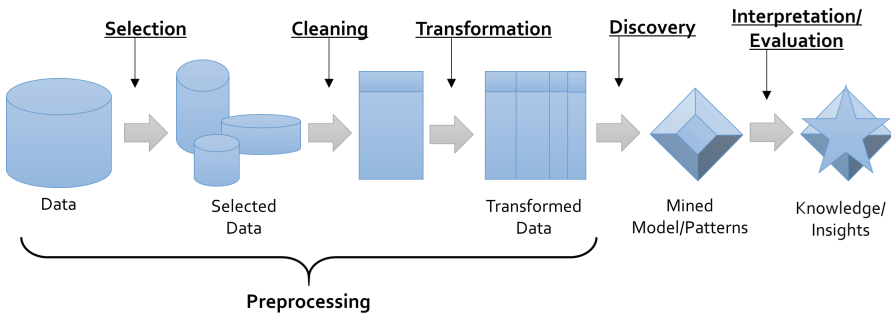 Selection
Cleaning
Transformation
Discovery
Interpretation/
Evaluation
Data
Selected
Data
Transformed
Data
Mined
Model/Patterns
Knowledge/
Insights
Preprocessing